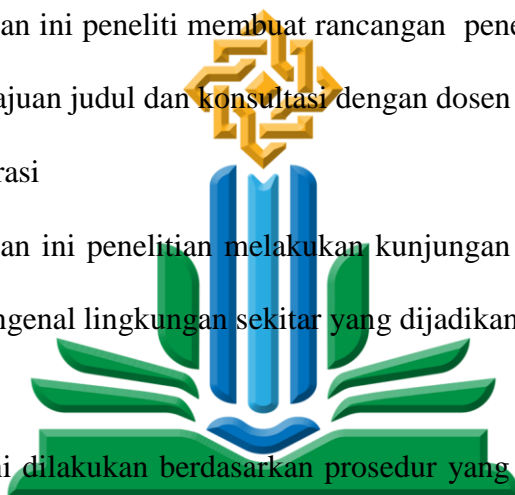 an ini peneliti membuat rancangan pene
ajuan judul dan konsultasi dengan dosen
rasi
an ini penelitian melakukan kunjungan
ngenal lingkungan sekitar yang dijadikan
ni dilakukan berdasarkan prosedur yang